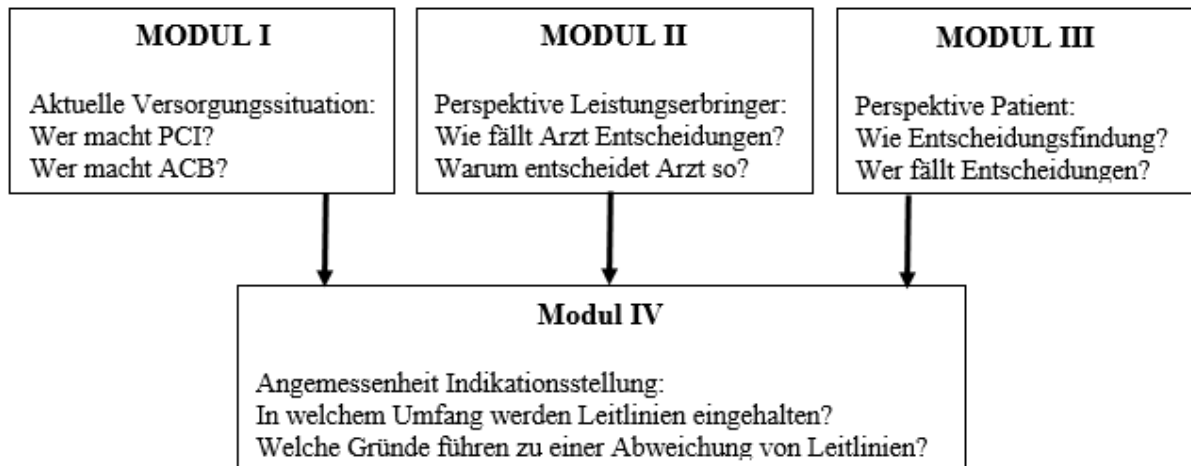 MODUL I
Aktuelle Versorgungssituation:
Wer macht PCI?
Wer macht ACB?
MODUL II
Perspektive Leistungserbringer:
Wie fällt Arzt Entscheidungen?
Warum entscheidet Arzt so?
MODUL III
Perspektive Patient:
Wie Entscheidungsfindung?
Wer fällt Entscheidungen?
Modul IV
Angemessenheit Indikationsstellung:
In welchem Umfang werden Leitlinien eingehalten?
Welche Gründe führen zu einer Abweichung von Leitlinien?